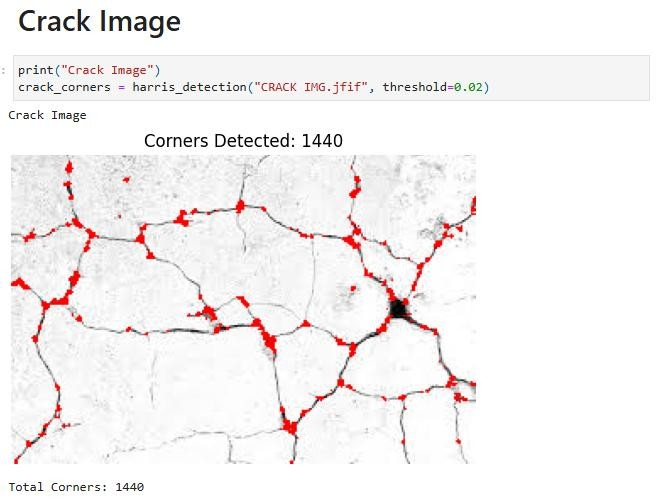 Crack Image
:
print("Crack Image")
crack_corners = harris_detection("CRACK IMG.jfif", threshold=0.02)
Crack Image
Corners Detected: 1440
Total Corners: 1440